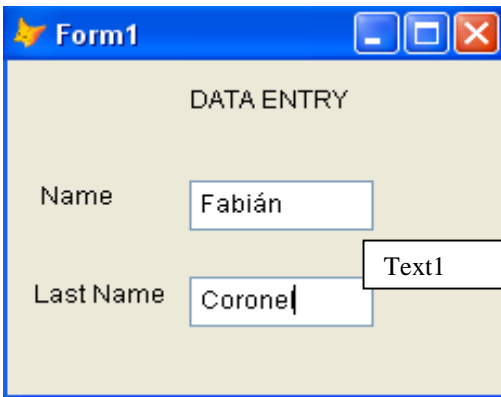 Form1
DATA ENTRY
Name
Fabián
Text1
Last Name
Coronel